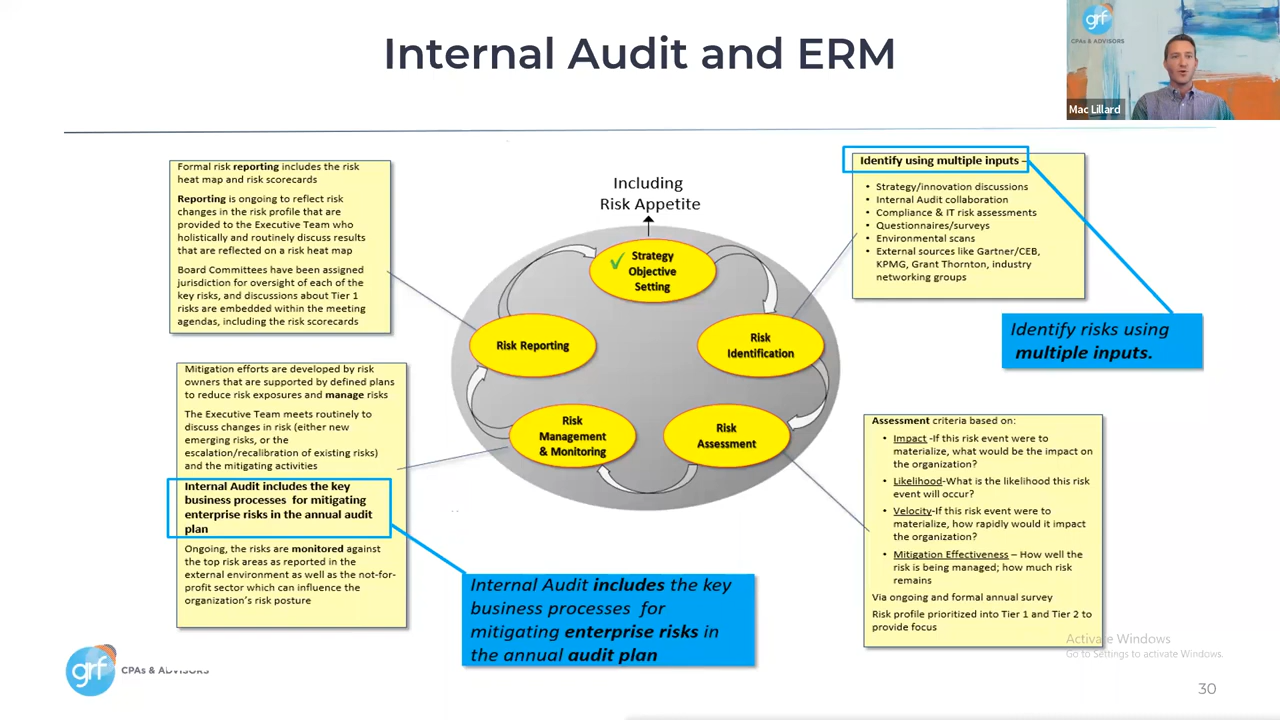 Internal Audit and ERM
grf
CPAs & ADVISORS
Mac Lillard
Formal risk reporting includes the risk
heat map and risk scorecards
Reporting is ongoing to reflect risk
changes in the risk profile that are
provided to the Executive Team who
holistically and routinely discuss results
that are reflected on a risk heat map
Board Committees have been assigned
jurisdiction for oversight of each of the
key risks, and discussions about Tier 1
risks are embedded within the meeting
agendas, including the risk scorecards
Including
Risk Appetite
✓ Strategy
Objective
Setting
Risk Reporting
Risk
Identification
Risk
Management
& Monitoring
Risk
Assessment
Identify using multiple inputs –
• Strategy/innovation discussions
• Internal Audit collaboration
• Compliance & IT risk assessments
• Questionnaires/surveys
• Environmental scans
• External sources like Gartner/CEB,
KPMG, Grant Thornton, industry
networking groups
Identify risks using
multiple inputs.
Mitigation efforts are developed by risk
owners that are supported by defined plans
to reduce risk exposures and manage risks
The Executive Team meets routinely to
discuss changes in risk (either new
emerging risks, or the
escalation/recalibration of existing risks)
and the mitigating activities
Internal Audit includes the key
business processes for mitigating
enterprise risks in the annual audit
plan
Ongoing, the risks are monitored against
the top risk areas as reported in the
external environment as well as the not-for-
profit sector which can influence the
organization's risk posture
Internal Audit includes the key
business processes for
mitigating enterprise risks in
the annual audit plan
Assessment criteria based on:
• Impact -If this risk event were to
materialize, what would be the impact on
the organization?
• Likelihood-What is the likelihood this risk
event will occur?
• Velocity-If this risk event were to
materialize, how rapidly would it impact
the organization?
• Mitigation Effectiveness – How well the
risk is being managed; how much risk
remains
Via ongoing and formal annual survey
Risk profile prioritized into Tier 1 and Tier 2 to
provide focus
Activate Windows
Go to Settings to activate Windows.
grf
CPAs & ADVISORS
30